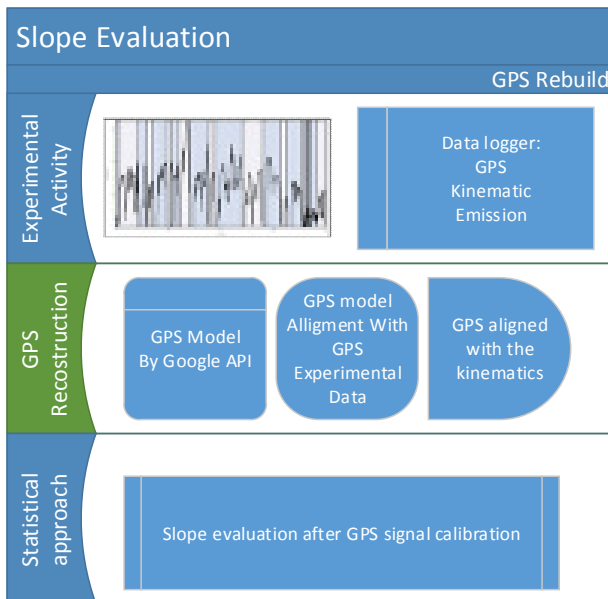 Slope Evaluation
GPS Rebuild
Experimental
Activity
Data logger:
GPS
Kinematic
Emission
GPS
Recostruction
GPS Model
By Google API
GPS model
Alligment With
GPS
Experimental
Data
GPS aligned
with the
kinematics
Statistical
approach
Slope evaluation after GPS signal calibration